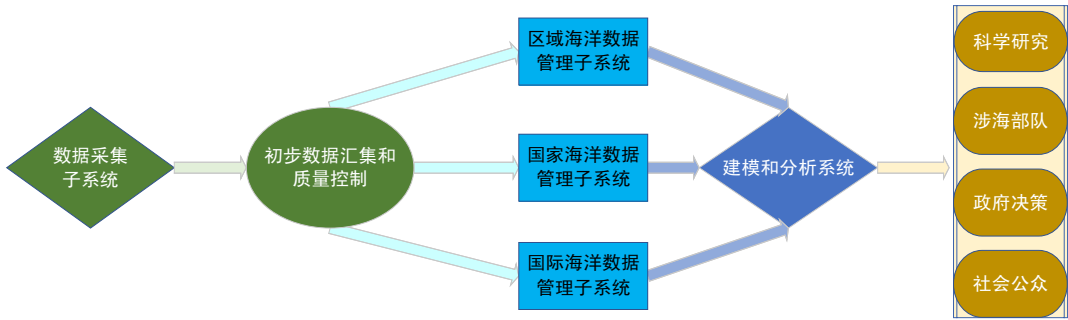 数据采集
子系统
初步数据汇集和
质量控制
区域海洋数据
管理子系统
国家海洋数据
管理子系统
国际海洋数据
管理子系统
建模和分析系统
科学研究
涉海部队
政府决策
社会公众